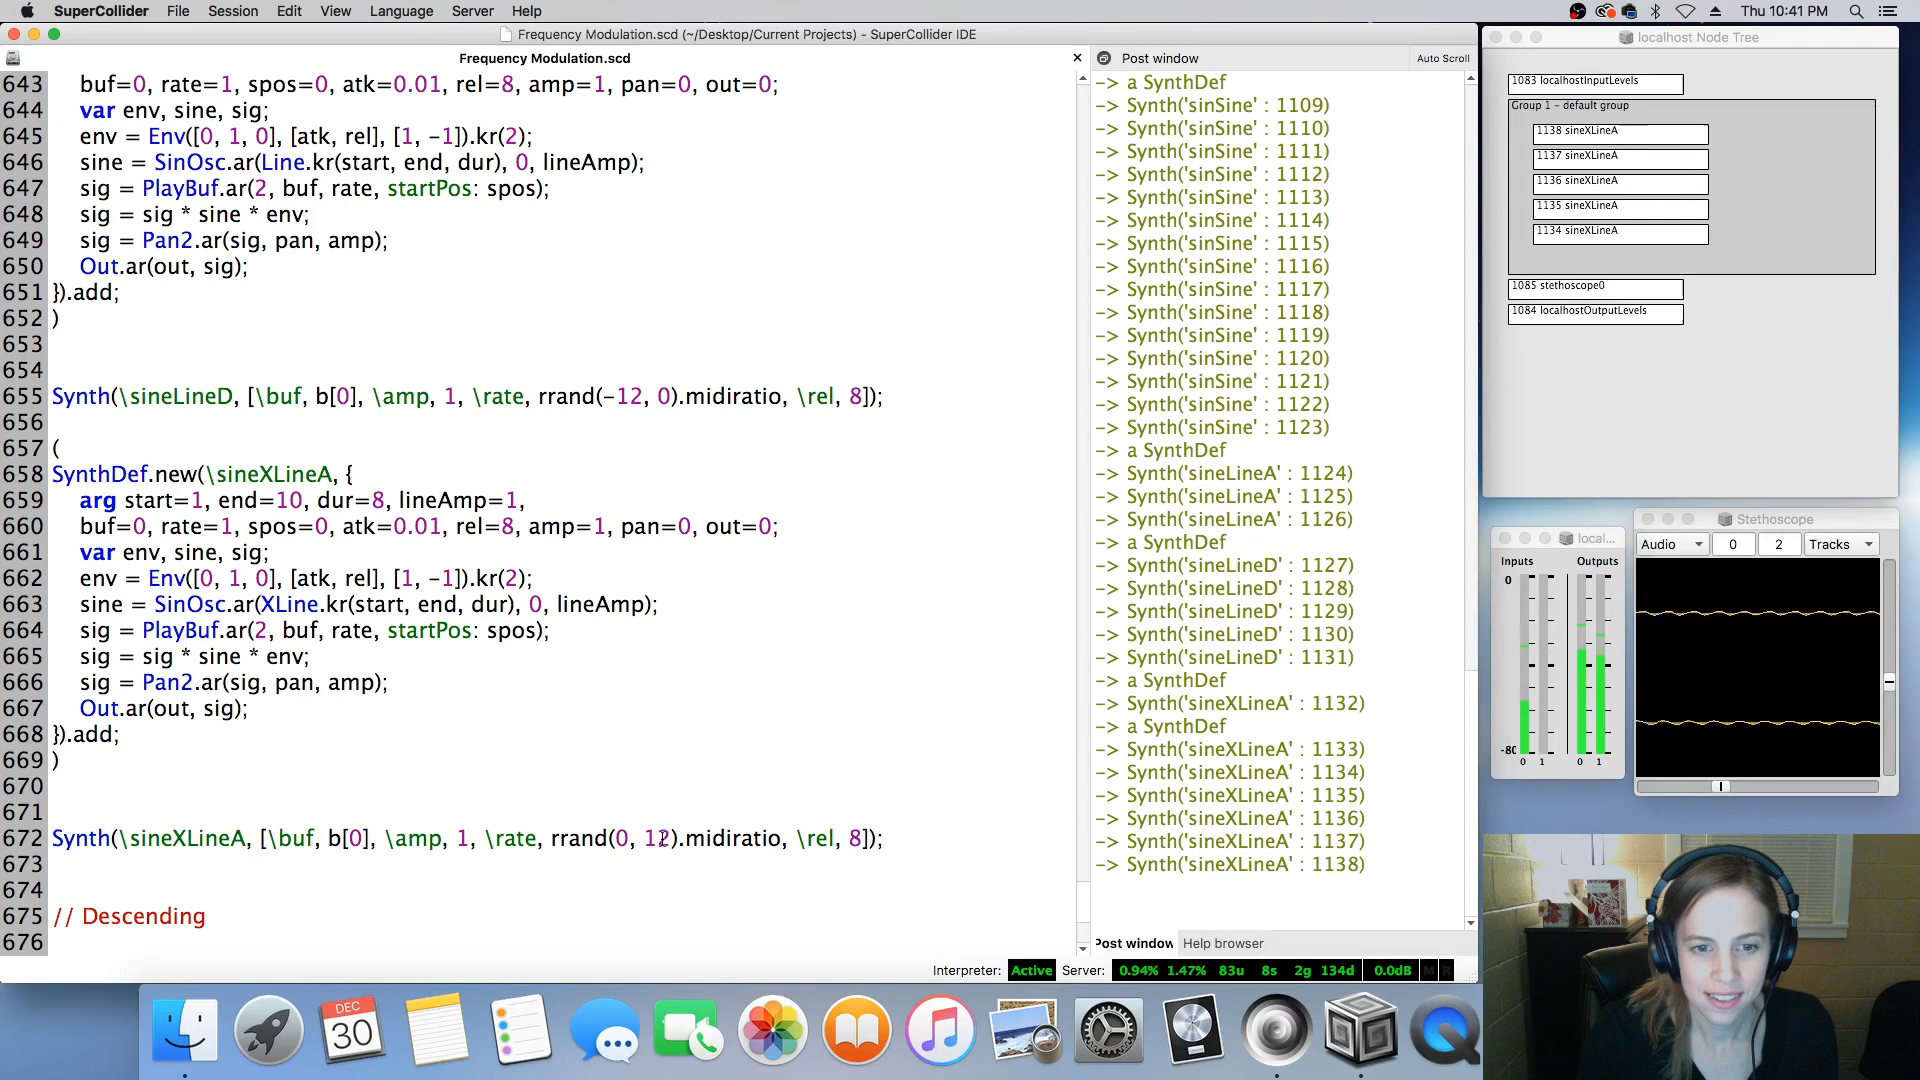 SuperCollider File Session Edit View Language Server Help
Thu 10:41 PM
Frequency Modulation.scd (~/Desktop/Current Projects) - SuperCollider IDE
Frequency Modulation.scd
643 buf=0, rate=1, spos=0, atk=0.01, rel=8, amp=1, pan=0, out=0;
644 var env, sine, sig;
645 env = Env([0, 1, 0], [atk, rel], [1, -1]).kr(2);
646 sine = SinOsc.ar(Line.kr(start, end, dur), 0, lineAmp);
647 sig = PlayBuf.ar(2, buf, rate, startPos: spos);
648 sig = sig * sine * env;
649 sig = Pan2.ar(sig, pan, amp);
650 Out.ar(out, sig);
651 }).add;
652 )
653
654
655 Synth(\sineLineD, [\buf, b[0], \amp, 1, \rate, rrand(-12, 0).midiratio, \rel, 8]);
656
657 (
658 SynthDef.new(\sineXLineA, {
659 arg start=1, end=10, dur=8, lineAmp=1,
660 buf=0, rate=1, spos=0, atk=0.01, rel=8, amp=1, pan=0, out=0;
661 var env, sine, sig;
662 env = Env([0, 1, 0], [atk, rel], [1, -1]).kr(2);
663 sine = SinOsc.ar(XLine.kr(start, end, dur), 0, lineAmp);
664 sig = PlayBuf.ar(2, buf, rate, startPos: spos);
665 sig = sig * sine * env;
666 sig = Pan2.ar(sig, pan, amp);
667 Out.ar(out, sig);
668 }).add;
669 )
670
671
672 Synth(\sineXLineA, [\buf, b[0], \amp, 1, \rate, rrand(0, 12).midiratio, \rel, 8]);
673
674
675 // Descending
676
Post window
Auto Scroll
-> a SynthDef
-> Synth('sinSine' : 1109)
-> Synth('sinSine' : 1110)
-> Synth('sinSine' : 1111)
-> Synth('sinSine' : 1112)
-> Synth('sinSine' : 1113)
-> Synth('sinSine' : 1114)
-> Synth('sinSine' : 1115)
-> Synth('sinSine' : 1116)
-> Synth('sinSine' : 1117)
-> Synth('sinSine' : 1118)
-> Synth('sinSine' : 1119)
-> Synth('sinSine' : 1120)
-> Synth('sinSine' : 1121)
-> Synth('sinSine' : 1122)
-> Synth('sinSine' : 1123)
-> a SynthDef
-> Synth('sineLineA' : 1124)
-> Synth('sineLineA' : 1125)
-> Synth('sineLineA' : 1126)
-> a SynthDef
-> Synth('sineLineD' : 1127)
-> Synth('sineLineD' : 1128)
-> Synth('sineLineD' : 1129)
-> Synth('sineLineD' : 1130)
-> Synth('sineLineD' : 1131)
-> a SynthDef
-> Synth('sineXLineA' : 1132)
-> a SynthDef
-> Synth('sineXLineA' : 1133)
-> Synth('sineXLineA' : 1134)
-> Synth('sineXLineA' : 1135)
-> Synth('sineXLineA' : 1136)
-> Synth('sineXLineA' : 1137)
-> Synth('sineXLineA' : 1138)
Post window Help browser
Interpreter: Active Server: 0.94% 1.47% 83u 8s 2g 134d 0.0dB M R
localhost Node Tree
1083 localhostInputLevels
Group 1 - default group
1138 sineXLineA
1137 sineXLineA
1136 sineXLineA
1135 sineXLineA
1134 sineXLineA
1085 stethoscope0
1084 localhostOutputLevels
local...
Inputs Outputs
0
-80
0 1 0 1
Stethoscope
Audio 0 2 Tracks
DEC
30